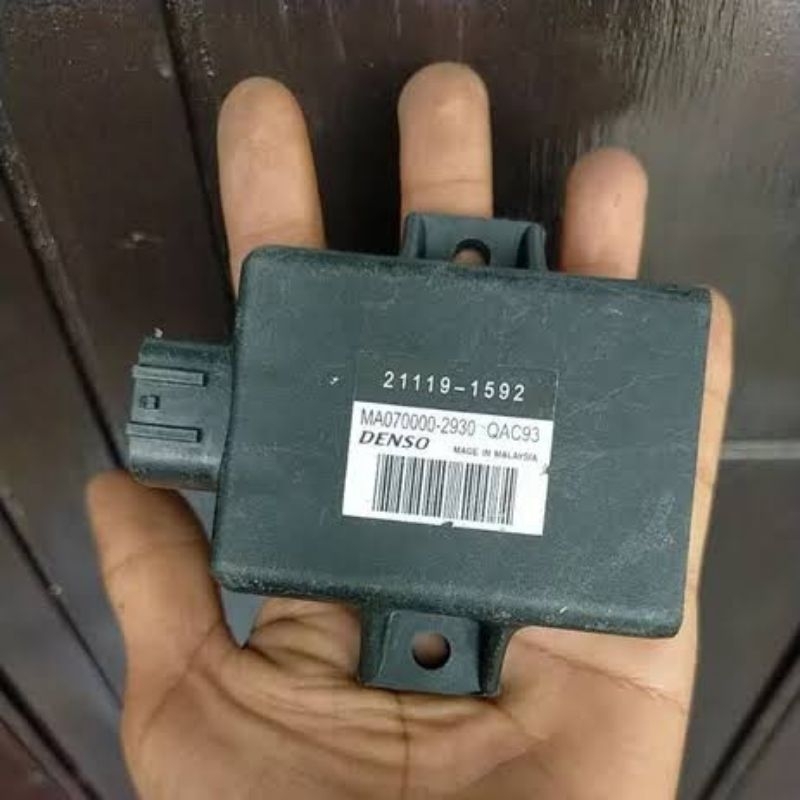 21119-1592
MA070000-2930 QAC93
DENSO MADE IN MALAYSIA